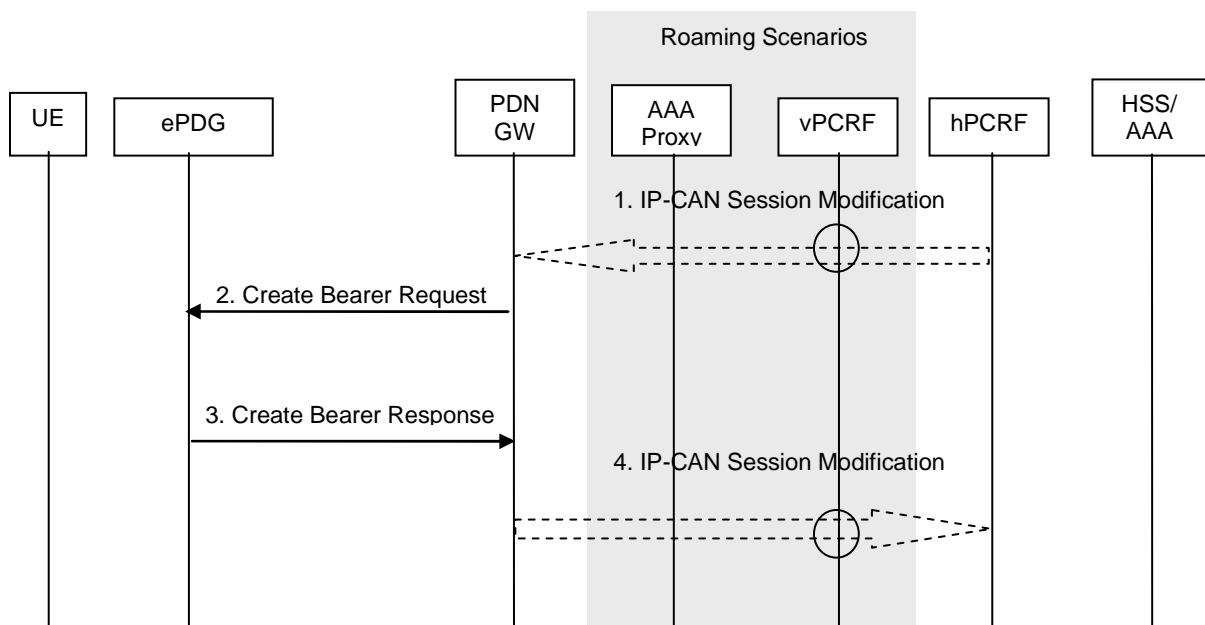 Roaming Scenarios
UE
ePDG
PDN
GW
AAA
Proxy
vPCRF
hPCRF
HSS/
AAA
1. IP-CAN Session Modification
2. Create Bearer Request
3. Create Bearer Response
4. IP-CAN Session Modification